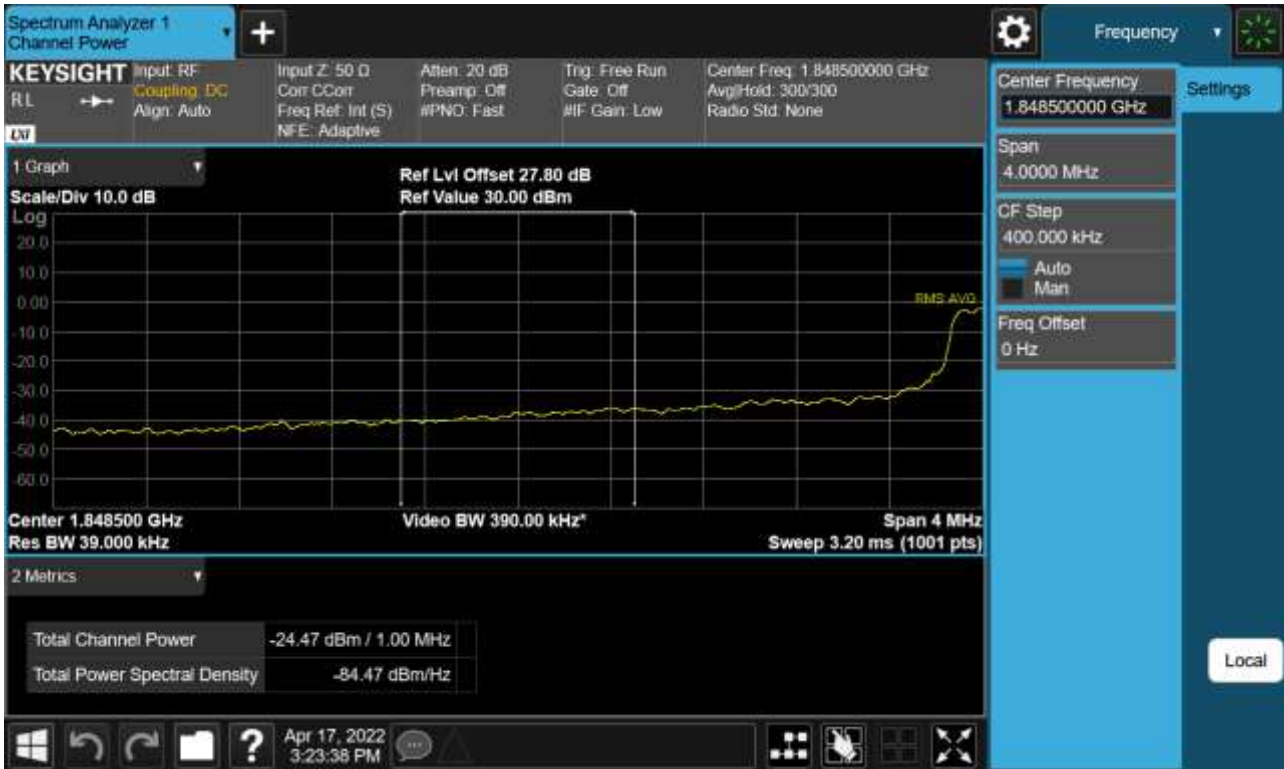 Spectrum Analyzer 1
Channel Power
+
Frequency
KEYSIGHT
RL
LXI
Input: RF
Coupling: DC
Align: Auto
Input Z: 50 Ω
Corr CCorr
Freq Ref: Int (S)
NFE: Adaptive
Atten: 20 dB
Preamp: Off
#PNO: Fast
Trig: Free Run
Gate: Off
#IF Gain: Low
Center Freq: 1.848500000 GHz
Avg|Hold: 300/300
Radio Std: None
Center Frequency
1.848500000 GHz
Settings
Span
4.0000 MHz
CF Step
400.000 kHz
Auto
Man
Freq Offset
0 Hz
1 Graph
Scale/Div 10.0 dB
Ref Lvl Offset 27.80 dB
Ref Value 30.00 dBm
Log
20.0
10.0
0.00
-10.0
-20.0
-30.0
-40.0
-50.0
-60.0
RMS AVG
Center 1.848500 GHz
Res BW 39.000 kHz
Video BW 390.00 kHz*
Span 4 MHz
Sweep 3.20 ms (1001 pts)
2 Metrics
Total Channel Power -24.47 dBm / 1.00 MHz
Total Power Spectral Density -84.47 dBm/Hz
Local
?
Apr 17, 2022
3:23:38 PM